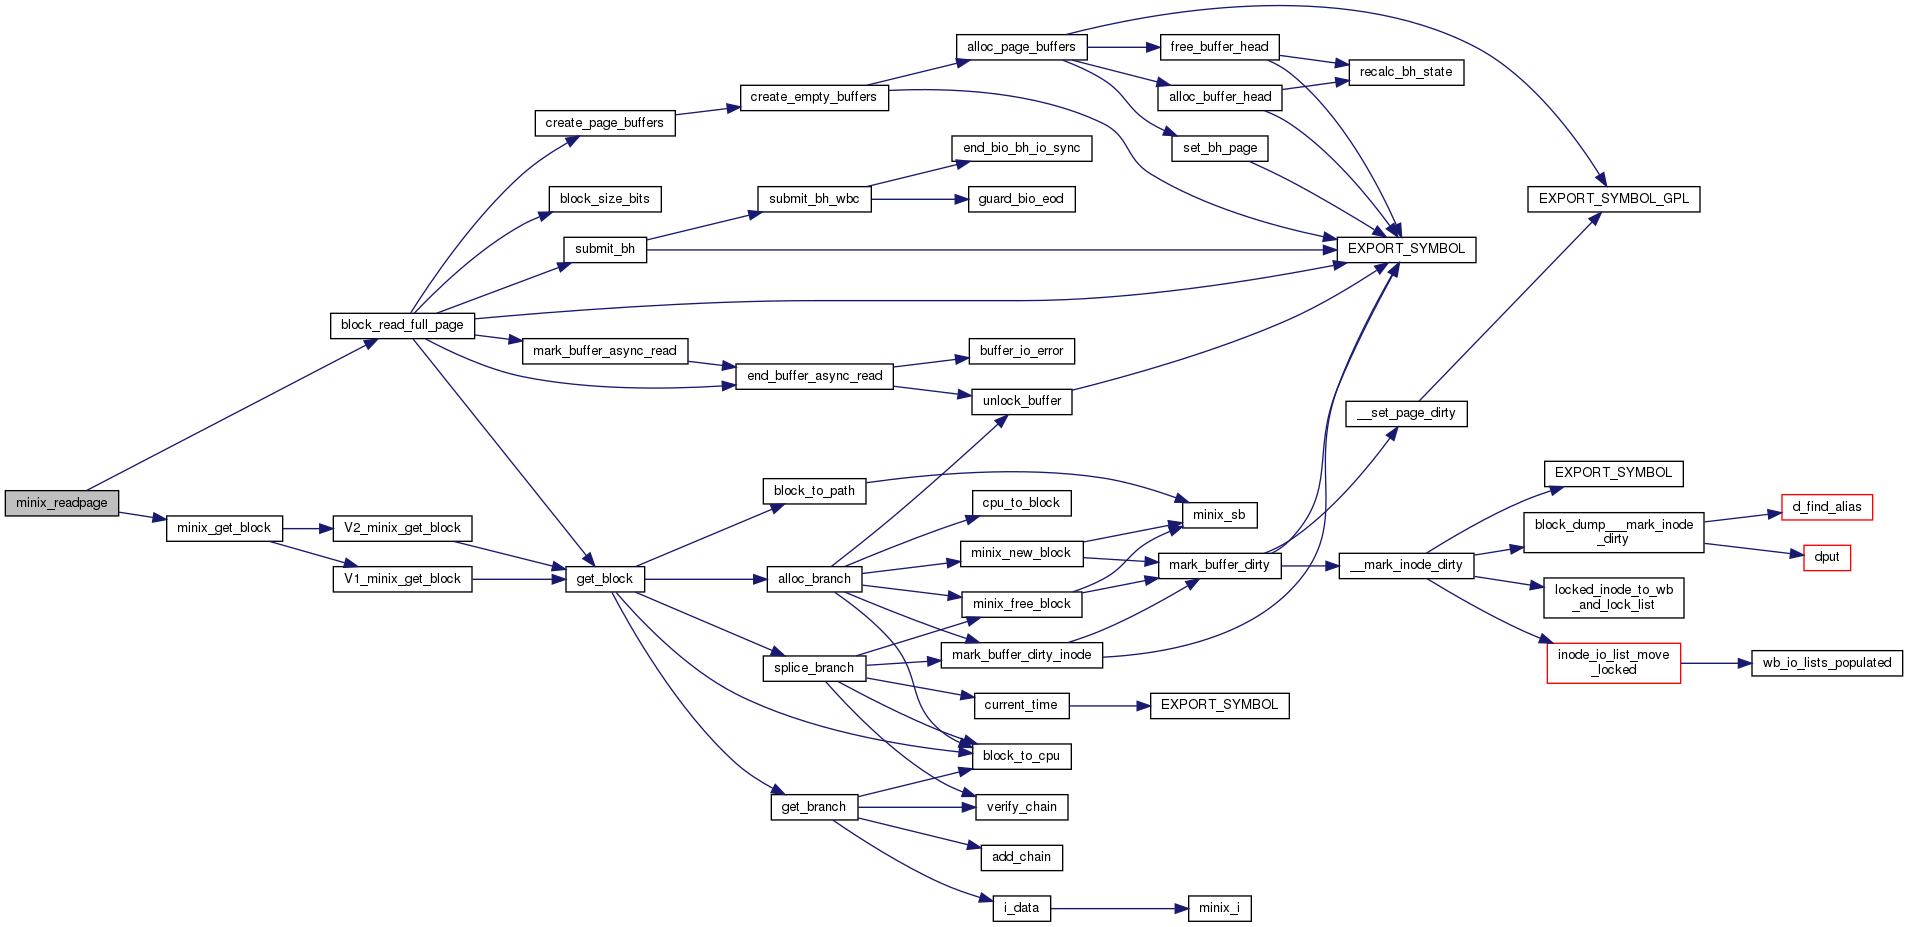 minix_readpage
block_read_full_page
minix_get_block
create_page_buffers
block_size_bits
submit_bh
mark_buffer_async_read
V2_minix_get_block
V1_minix_get_block
get_block
create_empty_buffers
submit_bh_wbc
end_buffer_async_read
block_to_path
alloc_branch
splice_branch
get_branch
alloc_page_buffers
end_bio_bh_io_sync
guard_bio_eod
buffer_io_error
unlock_buffer
cpu_to_block
minix_new_block
minix_free_block
mark_buffer_dirty_inode
current_time
block_to_cpu
verify_chain
add_chain
i_data
free_buffer_head
alloc_buffer_head
set_bh_page
minix_sb
mark_buffer_dirty
EXPORT_SYMBOL
minix_i
recalc_bh_state
EXPORT_SYMBOL
__set_page_dirty
__mark_inode_dirty
EXPORT_SYMBOL_GPL
EXPORT_SYMBOL
block_dump___mark_inode
_dirty
locked_inode_to_wb
_and_lock_list
inode_io_list_move
_locked
d_find_alias
dput
wb_io_lists_populated